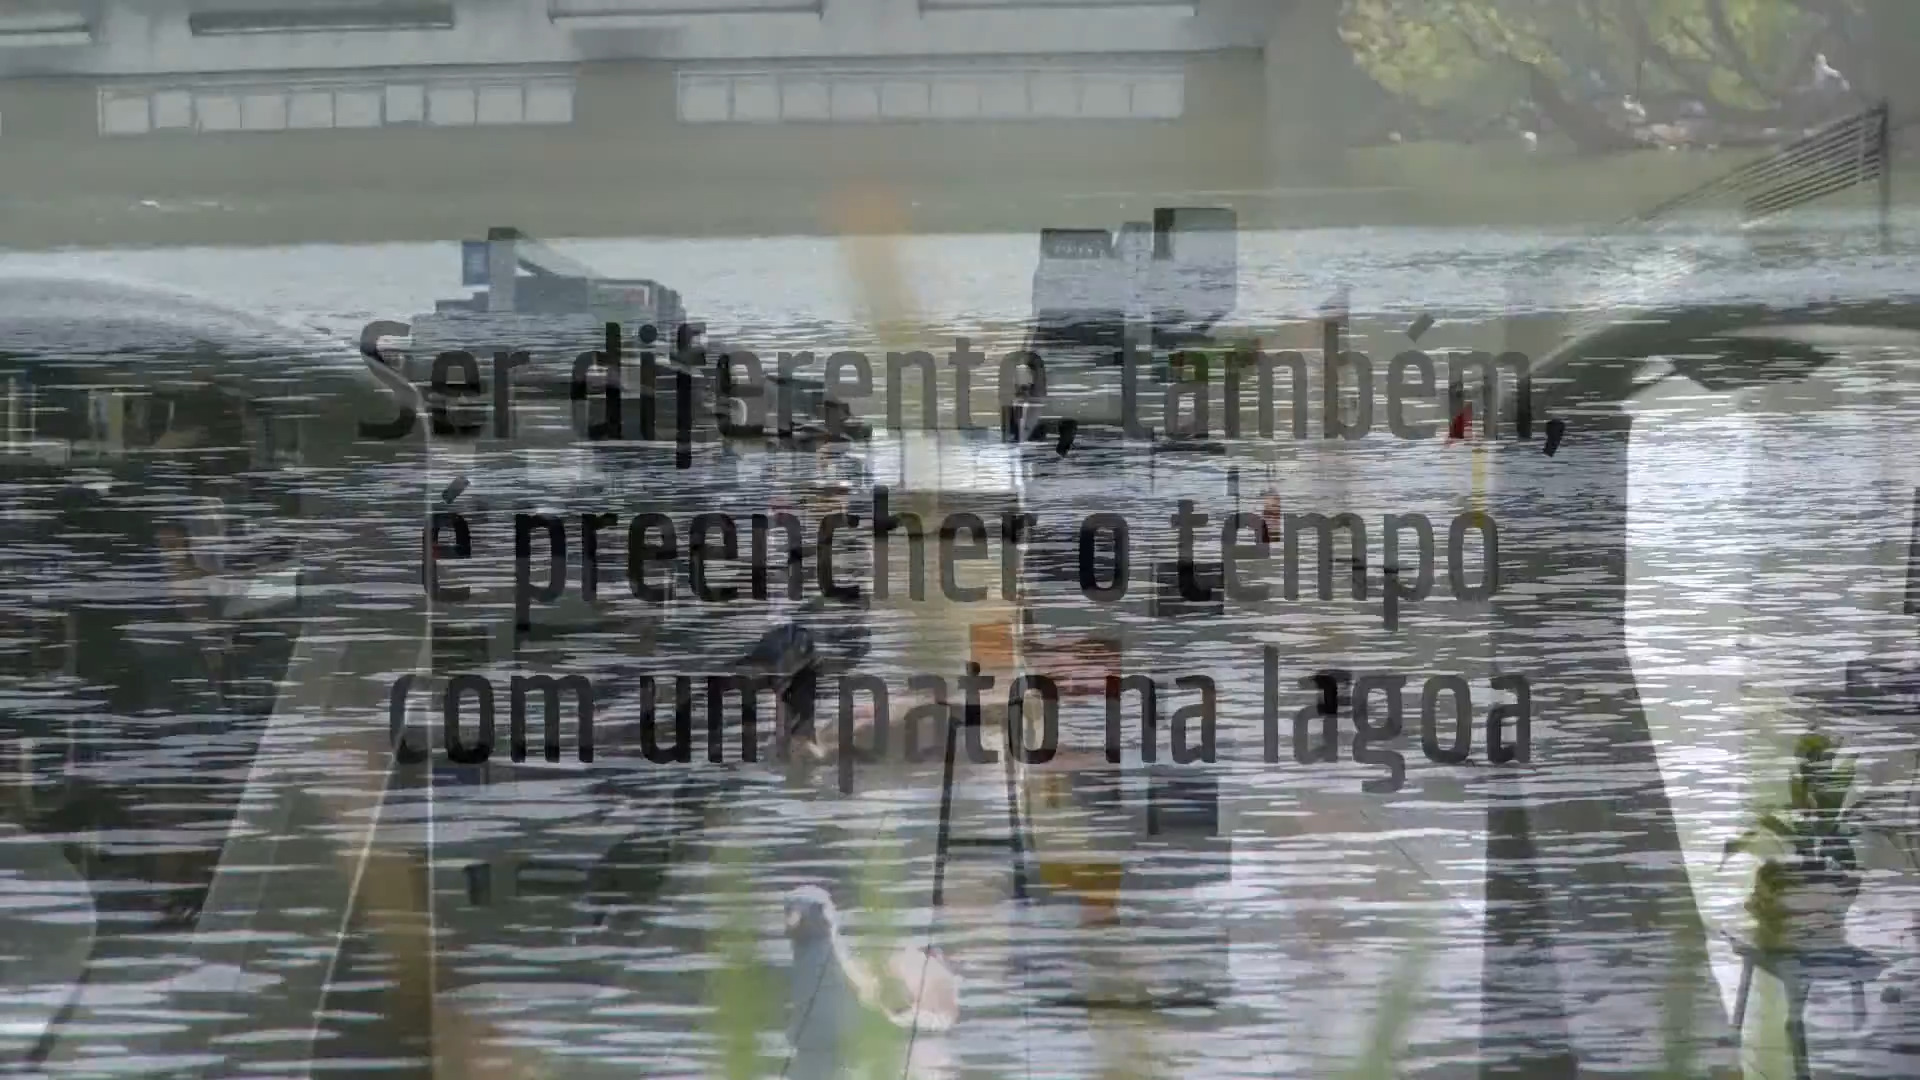 Ser diferente, também,
é preencher o tempo
com um pato na lagoa